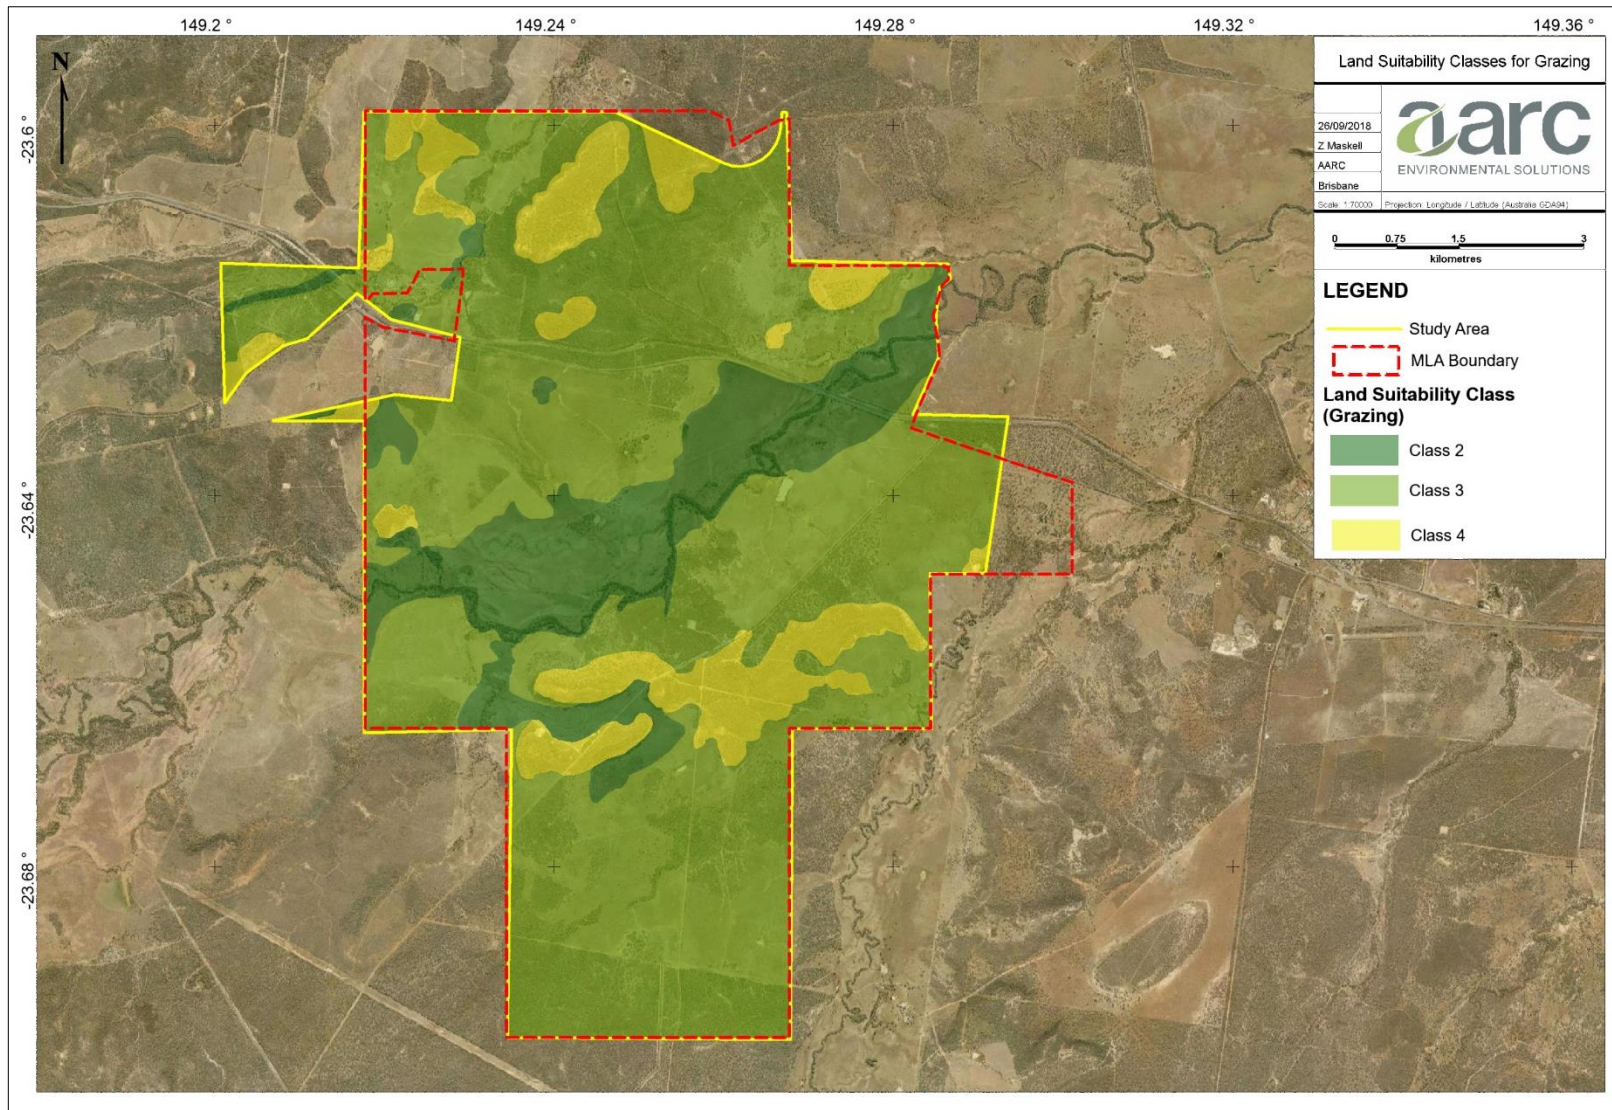 149.2 °
149.24 °
149.28 °
149.32 °
149.36 °
N
-23.6 °
-23.64 °
-23.68 °
Land Suitability Classes for Grazing
26/09/2018
Z Maskell
AARC
Brisbane
aarc
ENVIRONMENTAL SOLUTIONS
Scale: 1:70000
Projection: Longitude / Latitude (Australia GDA94)
0 0.75 1.5 3
kilometres
LEGEND
Study Area
MLA Boundary
Land Suitability Class
(Grazing)
Class 2
Class 3
Class 4